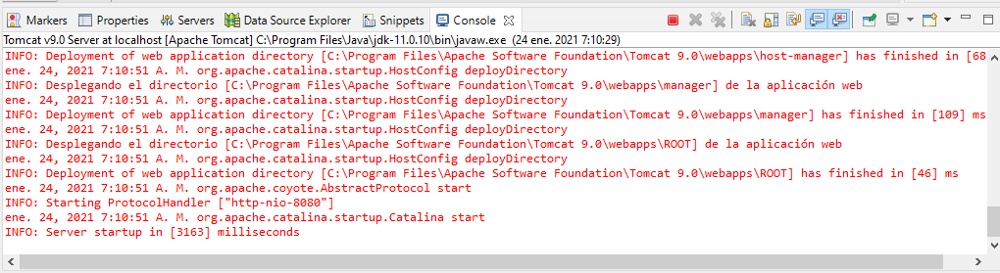 Markers Properties Servers Data Source Explorer Snippets Console
Tomcat v9.0 Server at localhost [Apache Tomcat] C:\Program Files\Java\jdk-11.0.10\bin\javaw.exe (24 ene. 2021 7:10:29)
INFO: Deployment of web application directory [C:\Program Files\Apache Software Foundation\Tomcat 9.0\webapps\host-manager] has finished in [68
ene. 24, 2021 7:10:51 A. M. org.apache.catalina.startup.HostConfig deployDirectory
INFO: Desplegando el directorio [C:\Program Files\Apache Software Foundation\Tomcat 9.0\webapps\manager] de la aplicación web
ene. 24, 2021 7:10:51 A. M. org.apache.catalina.startup.HostConfig deployDirectory
INFO: Deployment of web application directory [C:\Program Files\Apache Software Foundation\Tomcat 9.0\webapps\manager] has finished in [109] ms
ene. 24, 2021 7:10:51 A. M. org.apache.catalina.startup.HostConfig deployDirectory
INFO: Desplegando el directorio [C:\Program Files\Apache Software Foundation\Tomcat 9.0\webapps\ROOT] de la aplicación web
ene. 24, 2021 7:10:51 A. M. org.apache.catalina.startup.HostConfig deployDirectory
INFO: Deployment of web application directory [C:\Program Files\Apache Software Foundation\Tomcat 9.0\webapps\ROOT] has finished in [46] ms
ene. 24, 2021 7:10:51 A. M. org.apache.coyote.AbstractProtocol start
INFO: Starting ProtocolHandler ["http-nio-8080"]
ene. 24, 2021 7:10:51 A. M. org.apache.catalina.startup.Catalina start
INFO: Server startup in [3163] milliseconds